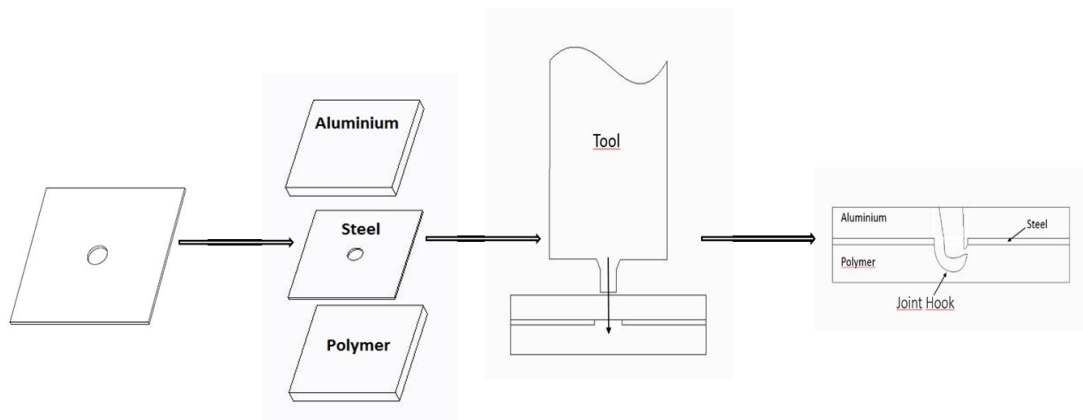 Aluminium
Steel
Polymer
Tool
Aluminium
Steel
Polymer
Joint Hook